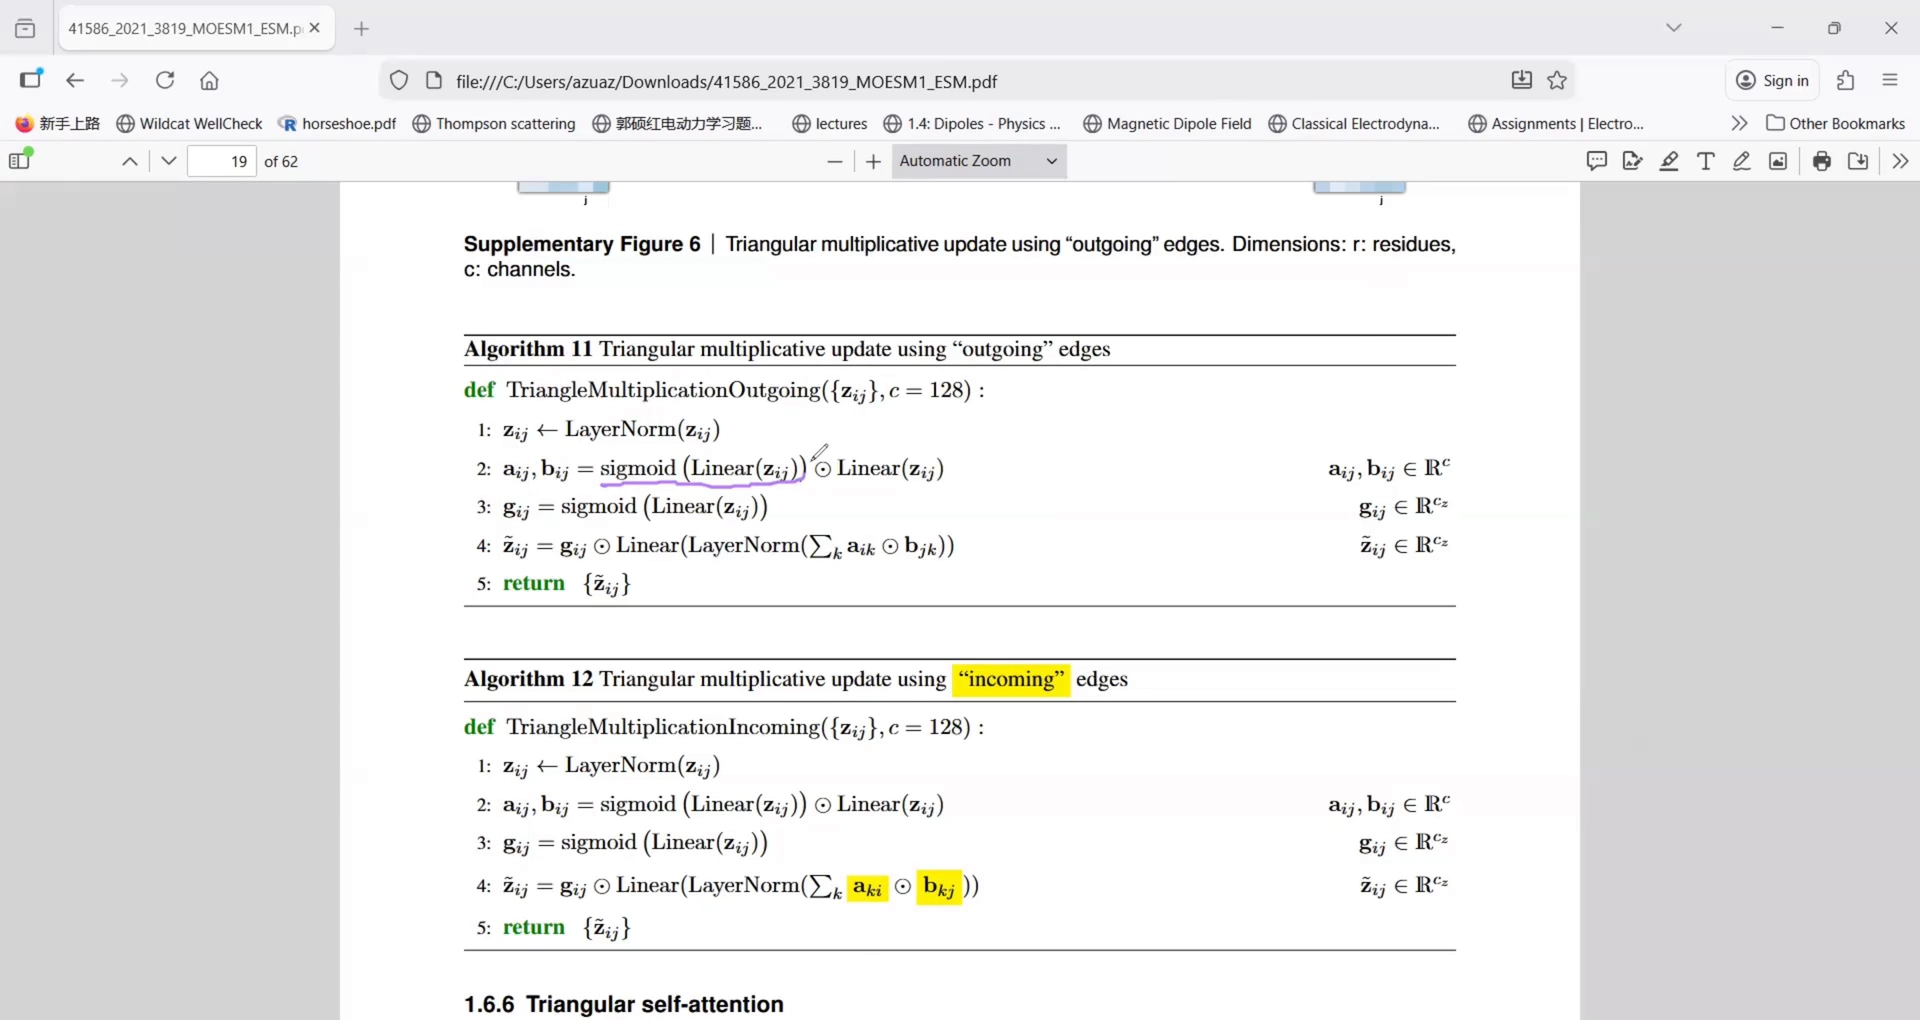 41586_2021_3819_MOESM1_ESM.p
file:///C:/Users/azuaz/Downloads/41586_2021_3819_MOESM1_ESM.pdf
Sign in
新手上路 Wildcat WellCheck horseshoe.pdf Thompson scattering 郭硕红电动力学习题... lectures 1.4: Dipoles - Physics ... Magnetic Dipole Field Classical Electrodyna... Assignments | Electro... Other Bookmarks
19 of 62 Automatic Zoom
j j
Supplementary Figure 6 | Triangular multiplicative update using “outgoing” edges. Dimensions: r: residues,
c: channels.
Algorithm 11 Triangular multiplicative update using “outgoing” edges
def TriangleMultiplicationOutgoing({z_ij}, c = 128) :
1: z_ij ← LayerNorm(z_ij)
2: a_ij, b_ij = sigmoid (Linear(z_ij)) ⊙ Linear(z_ij) a_ij, b_ij ∈ ℝ^c
3: g_ij = sigmoid (Linear(z_ij)) g_ij ∈ ℝ^{c_z}
4: z̃_ij = g_ij ⊙ Linear(LayerNorm(∑_k a_ik ⊙ b_jk)) z̃_ij ∈ ℝ^{c_z}
5: return {z̃_ij}
Algorithm 12 Triangular multiplicative update using “incoming” edges
def TriangleMultiplicationIncoming({z_ij}, c = 128) :
1: z_ij ← LayerNorm(z_ij)
2: a_ij, b_ij = sigmoid (Linear(z_ij)) ⊙ Linear(z_ij) a_ij, b_ij ∈ ℝ^c
3: g_ij = sigmoid (Linear(z_ij)) g_ij ∈ ℝ^{c_z}
4: z̃_ij = g_ij ⊙ Linear(LayerNorm(∑_k a_ki ⊙ b_kj)) z̃_ij ∈ ℝ^{c_z}
5: return {z̃_ij}
1.6.6 Triangular self-attention